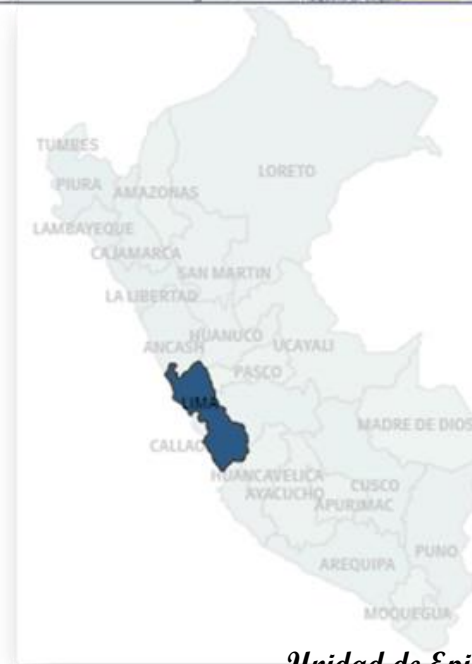 TUMBES
LORETO
PIURA
AMAZONAS
LAMBAYEQUE
CAJAMARCA
SAN MARTIN
LA LIBERTAD
HUANUCO
UCAYALI
ANCASH
PASCO
LIMA
MADRE DE DIOS
CALLAO
HUANCAVELICA
CUSCO
AYACUCHO
APURIMAC
PUNO
AREQUIPA
MOQUEGUA
Unidad de Epi